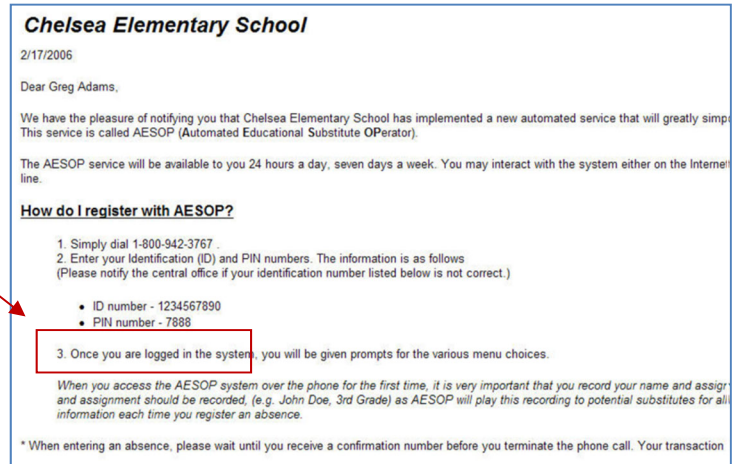 Chelsea Elementary School
2/17/2006
Dear Greg Adams,
We have the pleasure of notifying you that Chelsea Elementary School has implemented a new automated service that will greatly
This service is called AESOP (Automated Educational Substitute OPerator).
The AESOP service will be available to you 24 hours a day, seven days a week. You may interact with the system either on the Internet
line.
How do I register with AESOP?
1. Simply dial 1-800-942-3767 .
2. Enter your Identification (ID) and PIN numbers. The information is as follows
(Please notify the central office if your identification number listed below is not correct.)
• ID number - 1234567890
• PIN number - 7888
3. Once you are logged in the system, you will be given prompts for the various menu choices.
When you access the AESOP system over the phone for the first time, it is very important that you record your name and
and assignment should be recorded, (e.g. John Doe, 3rd Grade) as AESOP will play this recording to potential substitutes for
information each time you register an absence.
* When entering an absence, please wait until you receive a confirmation number before you terminate the phone call. Your transaction